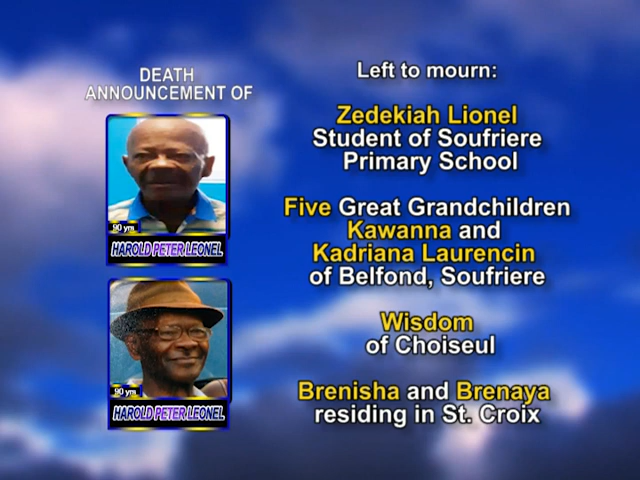 DEATH
ANNOUNCEMENT OF
90 yrs
HAROLD PETER LEONEL
90 yrs
HAROLD PETER LEONEL
Left to mourn:
Zedekiah Lionel
Student of Soufriere
Primary School
Five Great Grandchildren
Kawanna and
Kadriana Laurencin
of Belfond, Soufriere
Wisdom
of Choiseul
Brenisha and Brenaya
residing in St. Croix